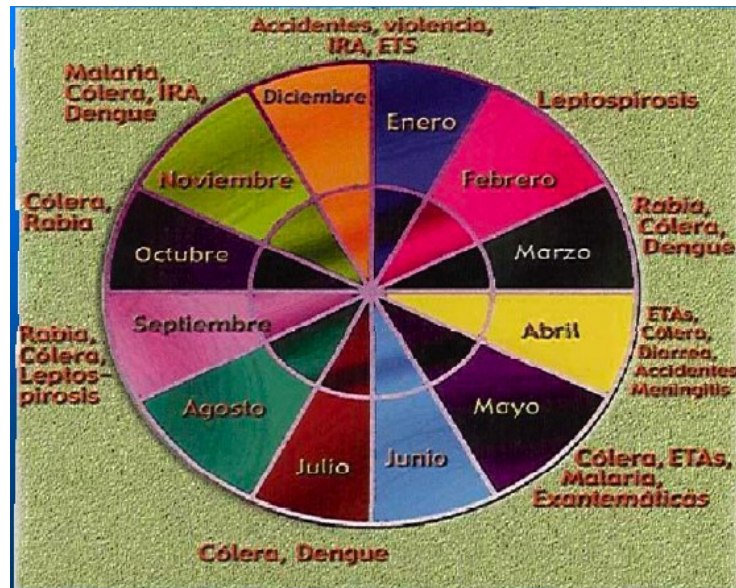 Accidentes, violencia,
IRA, ETS
Malaria,
Cólera, IRA,
Dengue
Diciembre
Enero
Leptospirosis
Noviembre
Febrero
Cólera,
Rabia
Octubre
Marzo
Rabia,
Cólera,
Dengue
Septiembre
Abril
ETAs,
Cólera,
Diarrea,
Accidentes
Meningitis
Rabia,
Cólera,
Leptos-
pirosis
Agosto
Mayo
Julio
Junio
Cólera, ETAs,
Malaria,
Exantemáticas
Cólera, Dengue